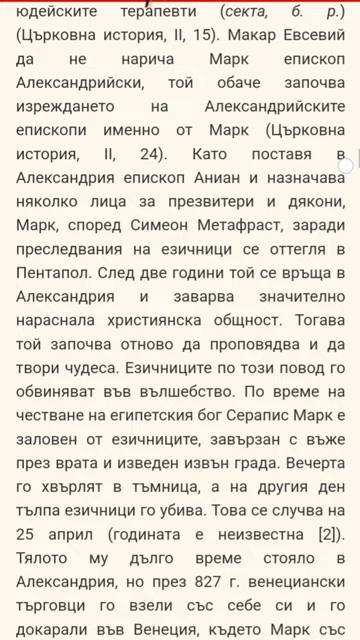 юдейските терапевти (секта, б. р.)
(Църковна история, II, 15). Макар Евсевий
да не нарича Марк епископ
Александрийски, той обаче започва
изреждането на Александрийските
епископи именно от Марк (Църковна
история, II, 24). Като поставя в
Александрия епископ Аниан и назначава
няколко лица за презвитери и дякони,
Марк, според Симеон Метафраст, заради
преследвания на езичници се оттегля в
Пентапол. След две години той се връща в
Александрия и заварва значително
нараснала християнска общност. Тогава
той започва отново да проповядва и да
твори чудеса. Езичниците по този повод го
обвиняват във вълшебство. По време на
честване на египетския бог Серапис Марк е
заловен от езичниците, завързан с въже
през врата и изведен извън града. Вечерта
го хвърлят в тъмница, а на другия ден
тълпа езичници го убива. Това се случва на
25 април (годината е неизвестна [2]).
Тялото му дълго време стояло в
Александрия, но през 827 г. венециански
търговци го взели със себе си и го
докарали във Венеция, където Марк със